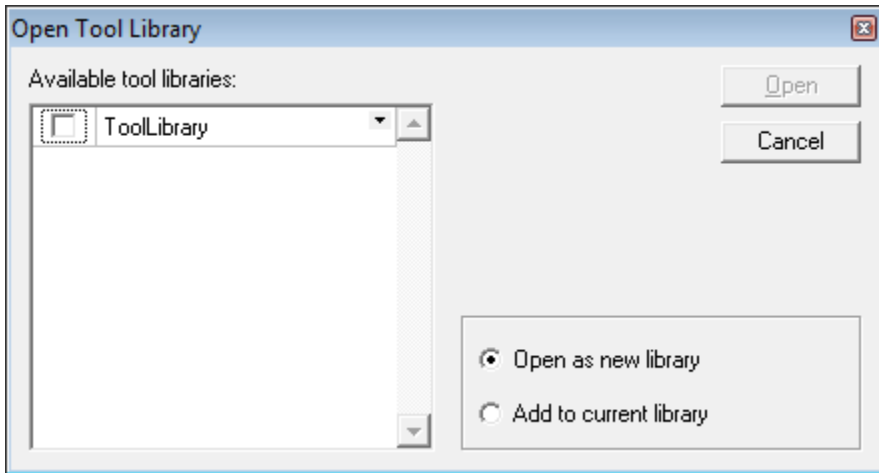 Open Tool Library
Available tool libraries:
ToolLibrary
Open
Cancel
Open as new library
Add to current library